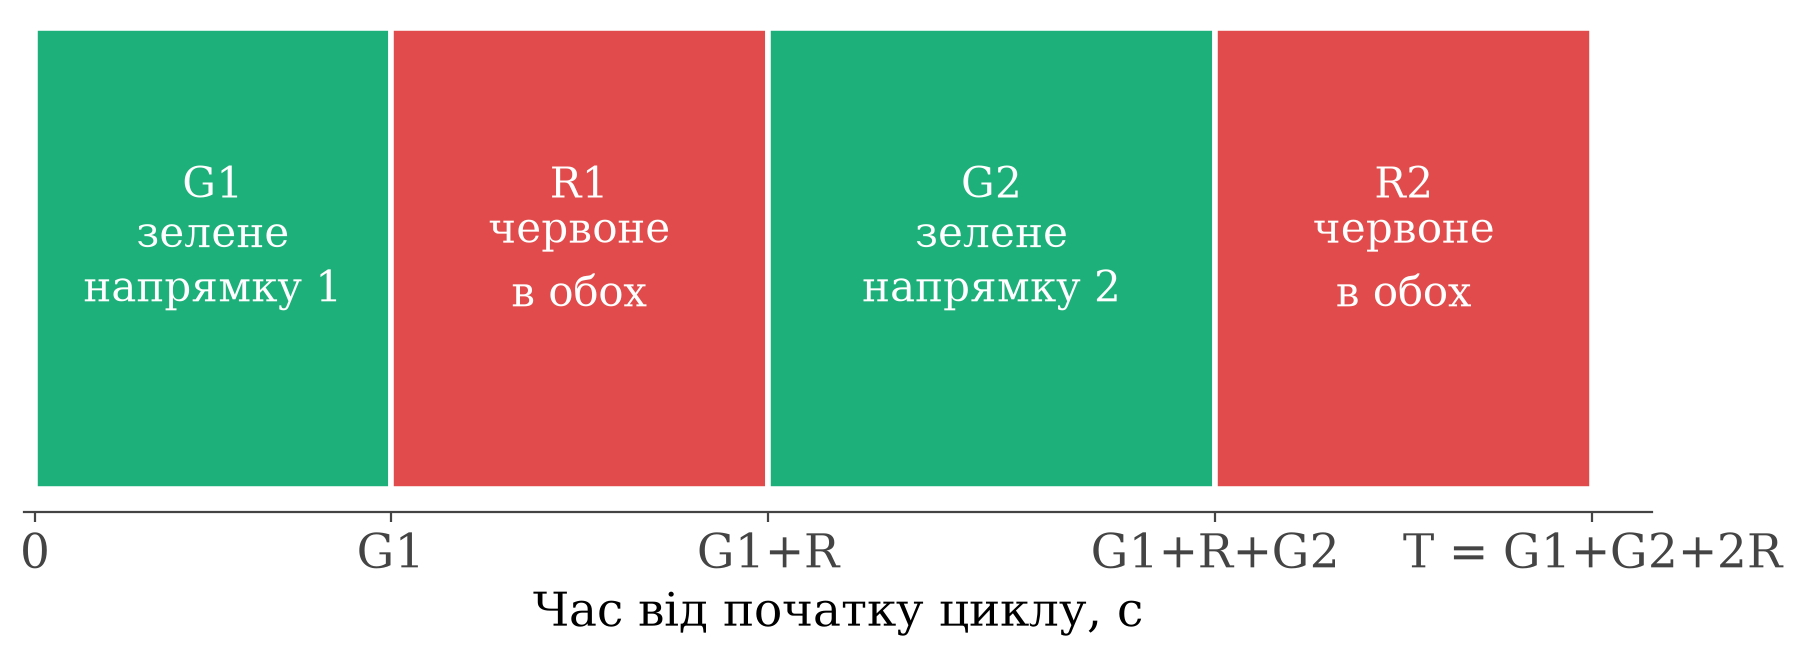 G1
зелене
напрямку 1
R1
червоне
в обох
G2
зелене
напрямку 2
R2
червоне
в обох
0
G1
G1+R
G1+R+G2
T = G1+G2+2R
Час від початку циклу, с